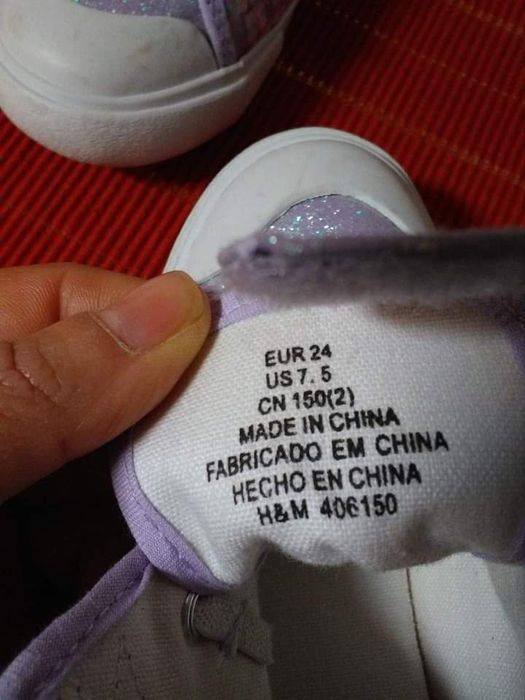 EUR 24
US 7. 5
CN 150(2)
MADE IN CHINA
FABRICADO EM CHINA
HECHO EN CHINA
H&M 406150